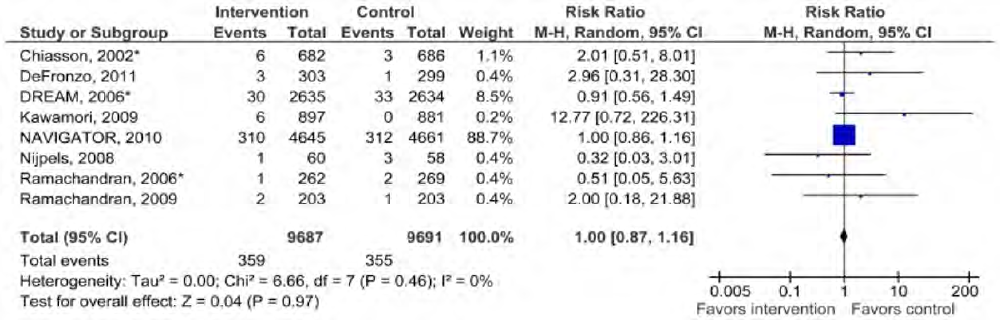 Intervention Control Risk Ratio Risk Ratio
Study or Subgroup Events Total Events Total Weight M-H, Random, 95% CI M-H, Random, 95% CI
Chiasson, 2002* 6 682 3 686 1.1% 2.01 [0.51, 8.01]
DeFronzo, 2011 3 303 1 299 0.4% 2.96 [0.31, 28.30]
DREAM, 2006* 30 2635 33 2634 8.5% 0.91 [0.56, 1.49]
Kawamori, 2009 6 897 0 881 0.2% 12.77 [0.72, 226.31]
NAVIGATOR, 2010 310 4645 312 4661 88.7% 1.00 [0.86, 1.16]
Nijpels, 2008 1 60 3 58 0.4% 0.32 [0.03, 3.01]
Ramachandran, 2006* 1 262 2 269 0.4% 0.51 [0.05, 5.63]
Ramachandran, 2009 2 203 1 203 0.4% 2.00 [0.18, 21.88]
Total (95% CI) 9687 9691 100.0% 1.00 [0.87, 1.16]
Total events 359 355
Heterogeneity: Tau² = 0.00; Chi² = 6.66, df = 7 (P = 0.46); I² = 0%
Test for overall effect: Z = 0.04 (P = 0.97)
0.005 0.1 1 10 200
Favors intervention Favors control